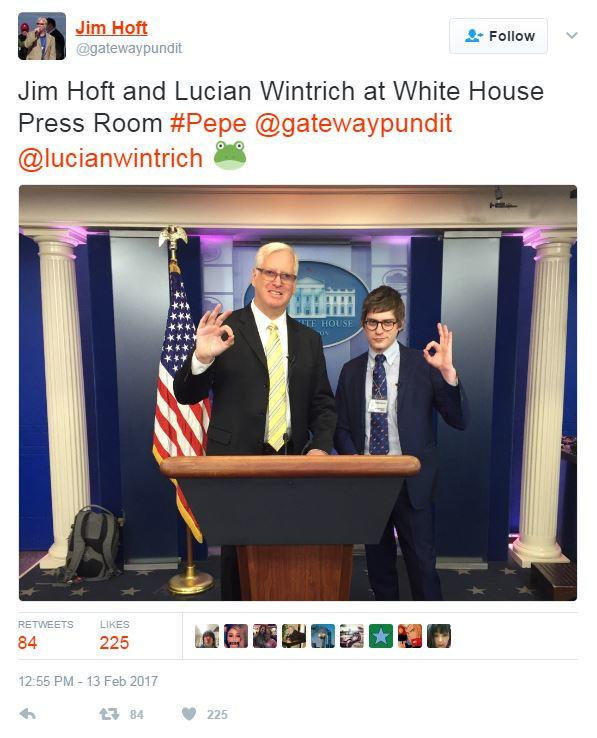 Jim Hoft
@gatewaypundit
Follow
Jim Hoft and Lucian Wintrich at White House
Press Room #Pepe @gatewaypundit
@lucianwintrich
HITE HOUSE
RETWEETS
LIKES
84
225
12:55 PM - 13 Feb 2017
84
225